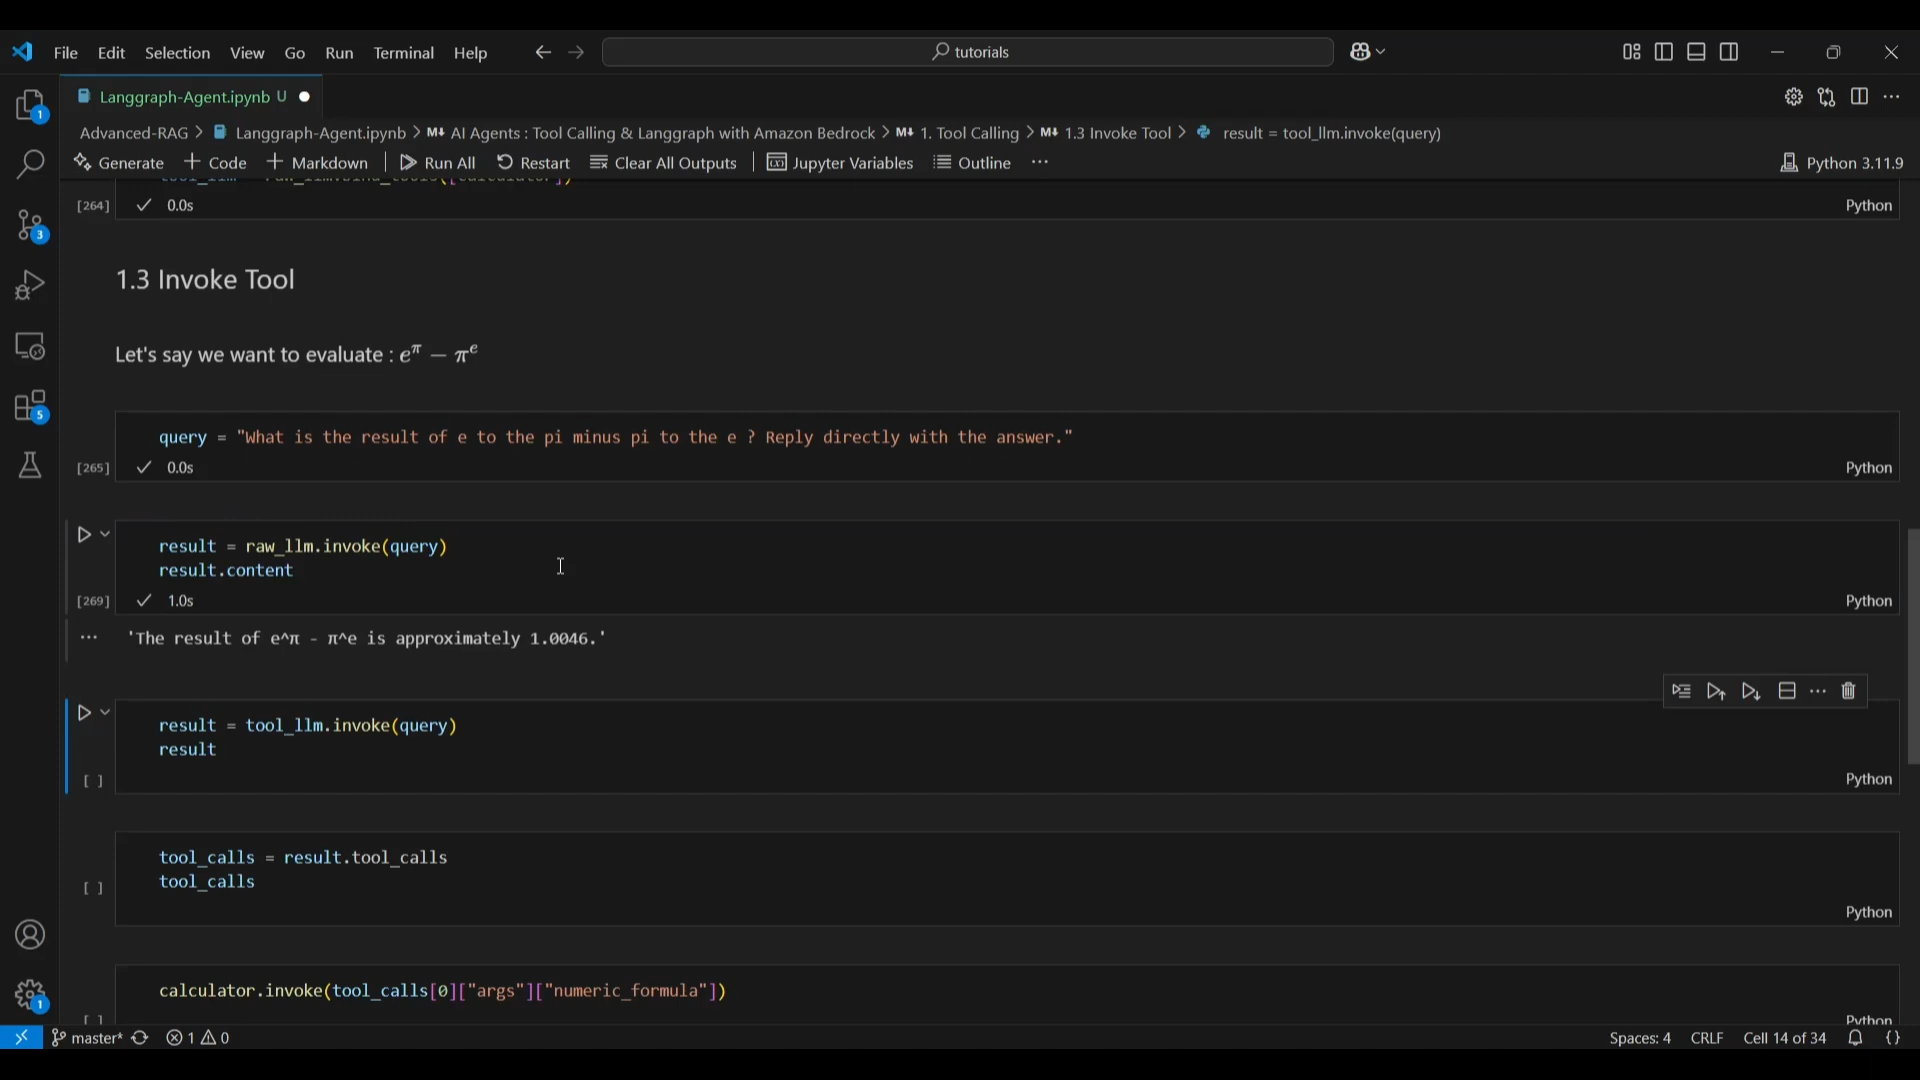 File Edit Selection View Go Run Terminal Help tutorials
Langgraph-Agent.ipynb U
Advanced-RAG > Langgraph-Agent.ipynb > M↓ AI Agents : Tool Calling & Langgraph with Amazon Bedrock > M↓ 1. Tool Calling > M↓ 1.3 Invoke Tool > result = tool_llm.invoke(query)
Generate + Code + Markdown Run All Restart Clear All Outputs Jupyter Variables Outline ... Python 3.11.9
[264] 0.0s Python
1.3 Invoke Tool
Let's say we want to evaluate : e^π − π^e
query = "What is the result of e to the pi minus pi to the e ? Reply directly with the answer."
[265] 0.0s Python
result = raw_llm.invoke(query)
result.content
[269] 1.0s Python
... 'The result of e^π - π^e is approximately 1.0046.'
result = tool_llm.invoke(query)
result
[ ] Python
tool_calls = result.tool_calls
tool_calls
[ ] Python
calculator.invoke(tool_calls[0]["args"]["numeric_formula"])
[ ] Python
1
3
5
1
master* 1 0 Spaces: 4 CRLF Cell 14 of 34 {}